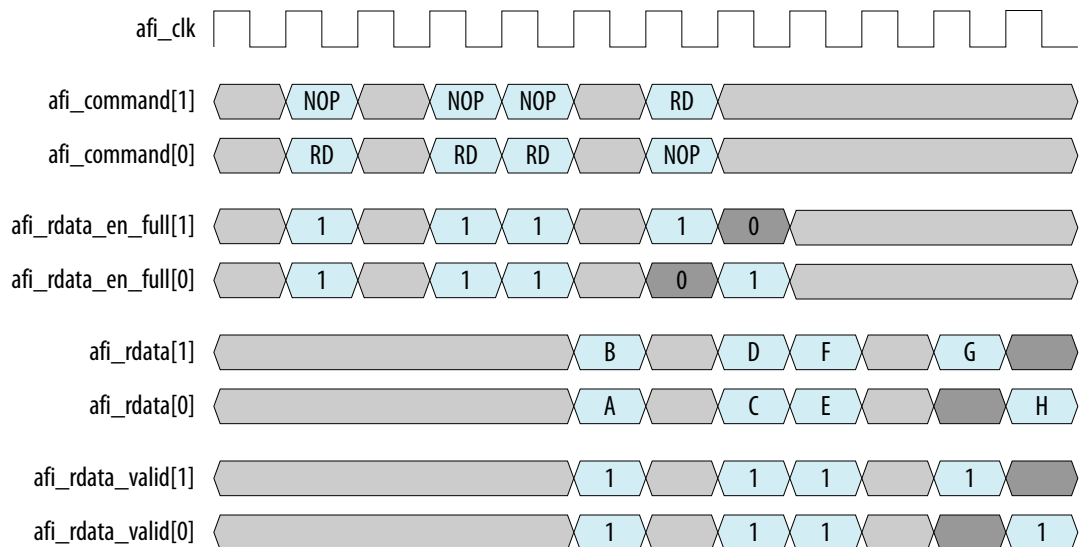 afi_clk
afi_command[1] NOP NOP NOP RD
afi_command[0] RD RD RD NOP
afi_rdata_en_full[1] 1 1 1 1 0
afi_rdata_en_full[0] 1 1 1 0 1
afi_rdata[1] B D F G
afi_rdata[0] A C E H
afi_rdata_valid[1] 1 1 1 1
afi_rdata_valid[0] 1 1 1 1